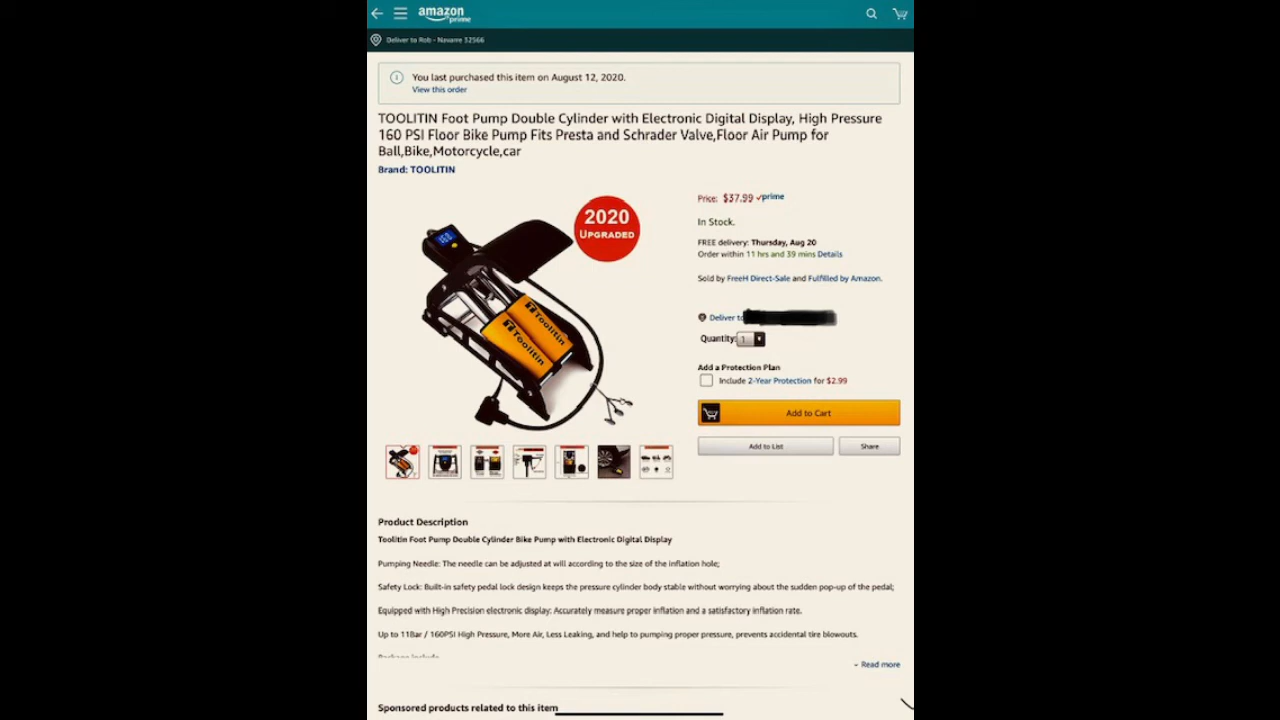 amazon
prime
Deliver to Rob - Navarre 32566
You last purchased this item on August 12, 2020.
View this order
TOOLITIN Foot Pump Double Cylinder with Electronic Digital Display, High Pressure
160 PSI Floor Bike Pump Fits Presta and Schrader Valve,Floor Air Pump for
Ball,Bike,Motorcycle,car
Brand: TOOLITIN
2020
UPGRADED
Toolitin
Toolitin
Price: $37.99 prime
In Stock.
FREE delivery: Thursday, Aug 20
Order within 11 hrs and 39 mins Details
Sold by FreeH Direct-Sale and Fulfilled by Amazon.
Deliver to
Quantity: 1
Add a Protection Plan
Include 2-Year Protection for $2.99
Add to Cart
Add to List
Share
Product Description
Toolitin Foot Pump Double Cylinder Bike Pump with Electronic Digital Display
Pumping Needle: The needle can be adjusted at will according to the size of the inflation hole;
Safety Lock: Built-in safety pedal lock design keeps the pressure cylinder body stable without worrying about the sudden pop-up of the pedal;
Equipped with High Precision electronic display: Accurately measure proper inflation and a satisfactory inflation rate.
Up to 11Bar / 160PSI High Pressure, More Air, Less Leaking, and help to pumping proper pressure, prevents accidental tire blowouts.
Package include
Read more
Sponsored products related to this item